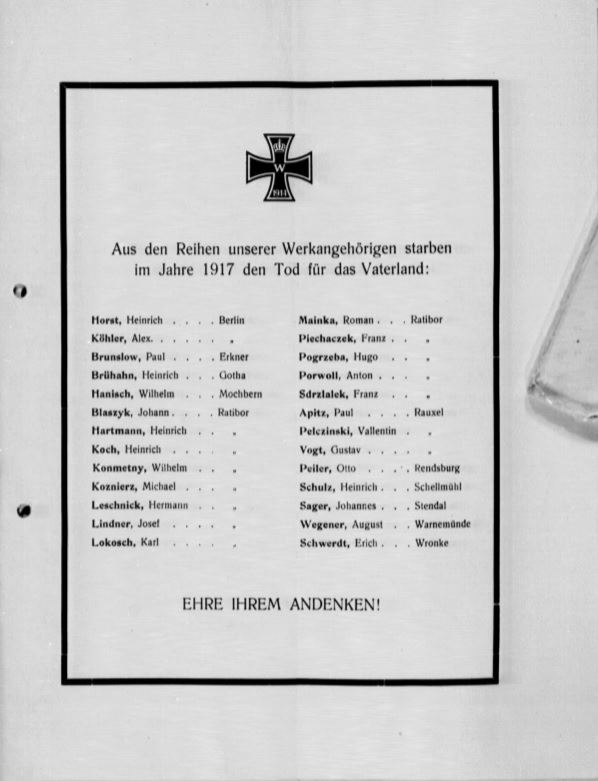 W
1914
Aus den Reihen unserer Werkangehörigen starben
im Jahre 1917 den Tod für das Vaterland:
Horst, Heinrich . . . . Berlin
Köhler, Alex. . . . . . „
Brunslow, Paul . . . . Erkner
Brühahn, Heinrich . . . Gotha
Hanisch, Wilhelm . . . Mochbern
Blaszyk, Johann . . . . Ratibor
Hartmann, Heinrich . . „
Koch, Heinrich . . . . „
Konmetny, Wilhelm . . „
Koznierz, Michael . . . „
Leschnick, Hermann . . „
Lindner, Josef . . . . „
Lokosch, Karl . . . . „
Mainka, Roman . . . Ratibor
Piechaczek, Franz . . „
Pogrzeba, Hugo . . „
Porwoll, Anton . . . „
Sdrzlalek, Franz . . „
Apitz, Paul . . . . Rauxel
Pelczinski, Vallentin . „
Vogt, Gustav . . . . „
Peiler, Otto . . . . Rendsburg
Schulz, Heinrich . . . Schellmühl
Sager, Johannes . . . Stendal
Wegener, August . . Warnemünde
Schwerdt, Erich . . . Wronke
EHRE IHREM ANDENKEN!